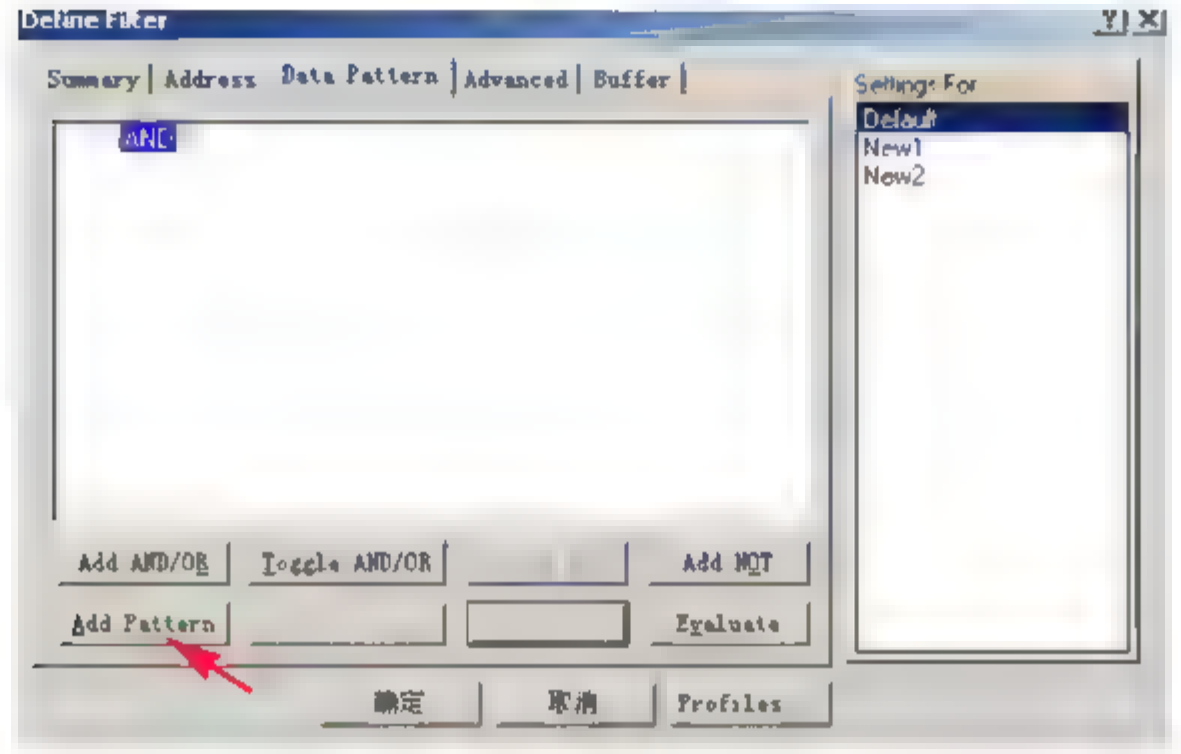 Define Filter
Summary Address Data Pattern Advanced Buffer
Settings For
Default
New1
New2
AND
Add AND/OR Toggle AND/OR Add NOT
Add Pattern Evaluate
确定 取消 Profiles